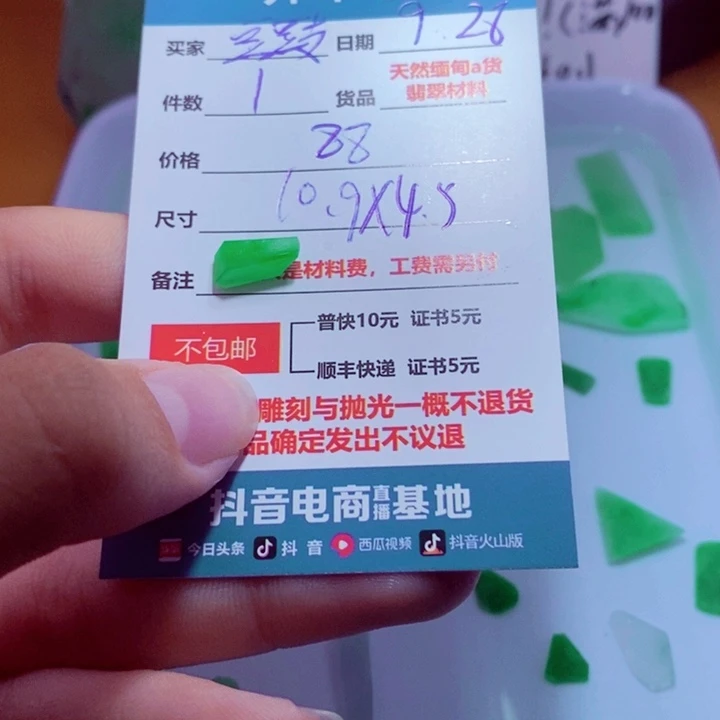 买家 日期 9.28
件数 1 货品 天然缅甸a货
翡翠材料
价格 88
尺寸 10.9X4.5
备注 是材料费，工费需另付
不包邮
普快10元 证书5元
顺丰快递 证书5元
雕刻与抛光一概不退货
品确定发出不议退
抖音电商直播基地
今日头条 抖音 西瓜视频 抖音火山版